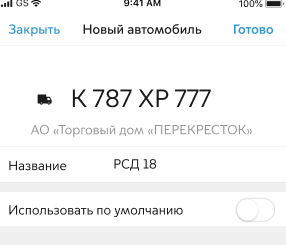 GS 9:41 AM 100%
Закрыть Новый автомобиль Готово
К 787 ХР 777
АО «Торговый дом «ПЕРЕКРЕСТОК»
Название РСД 18
Использовать по умолчанию